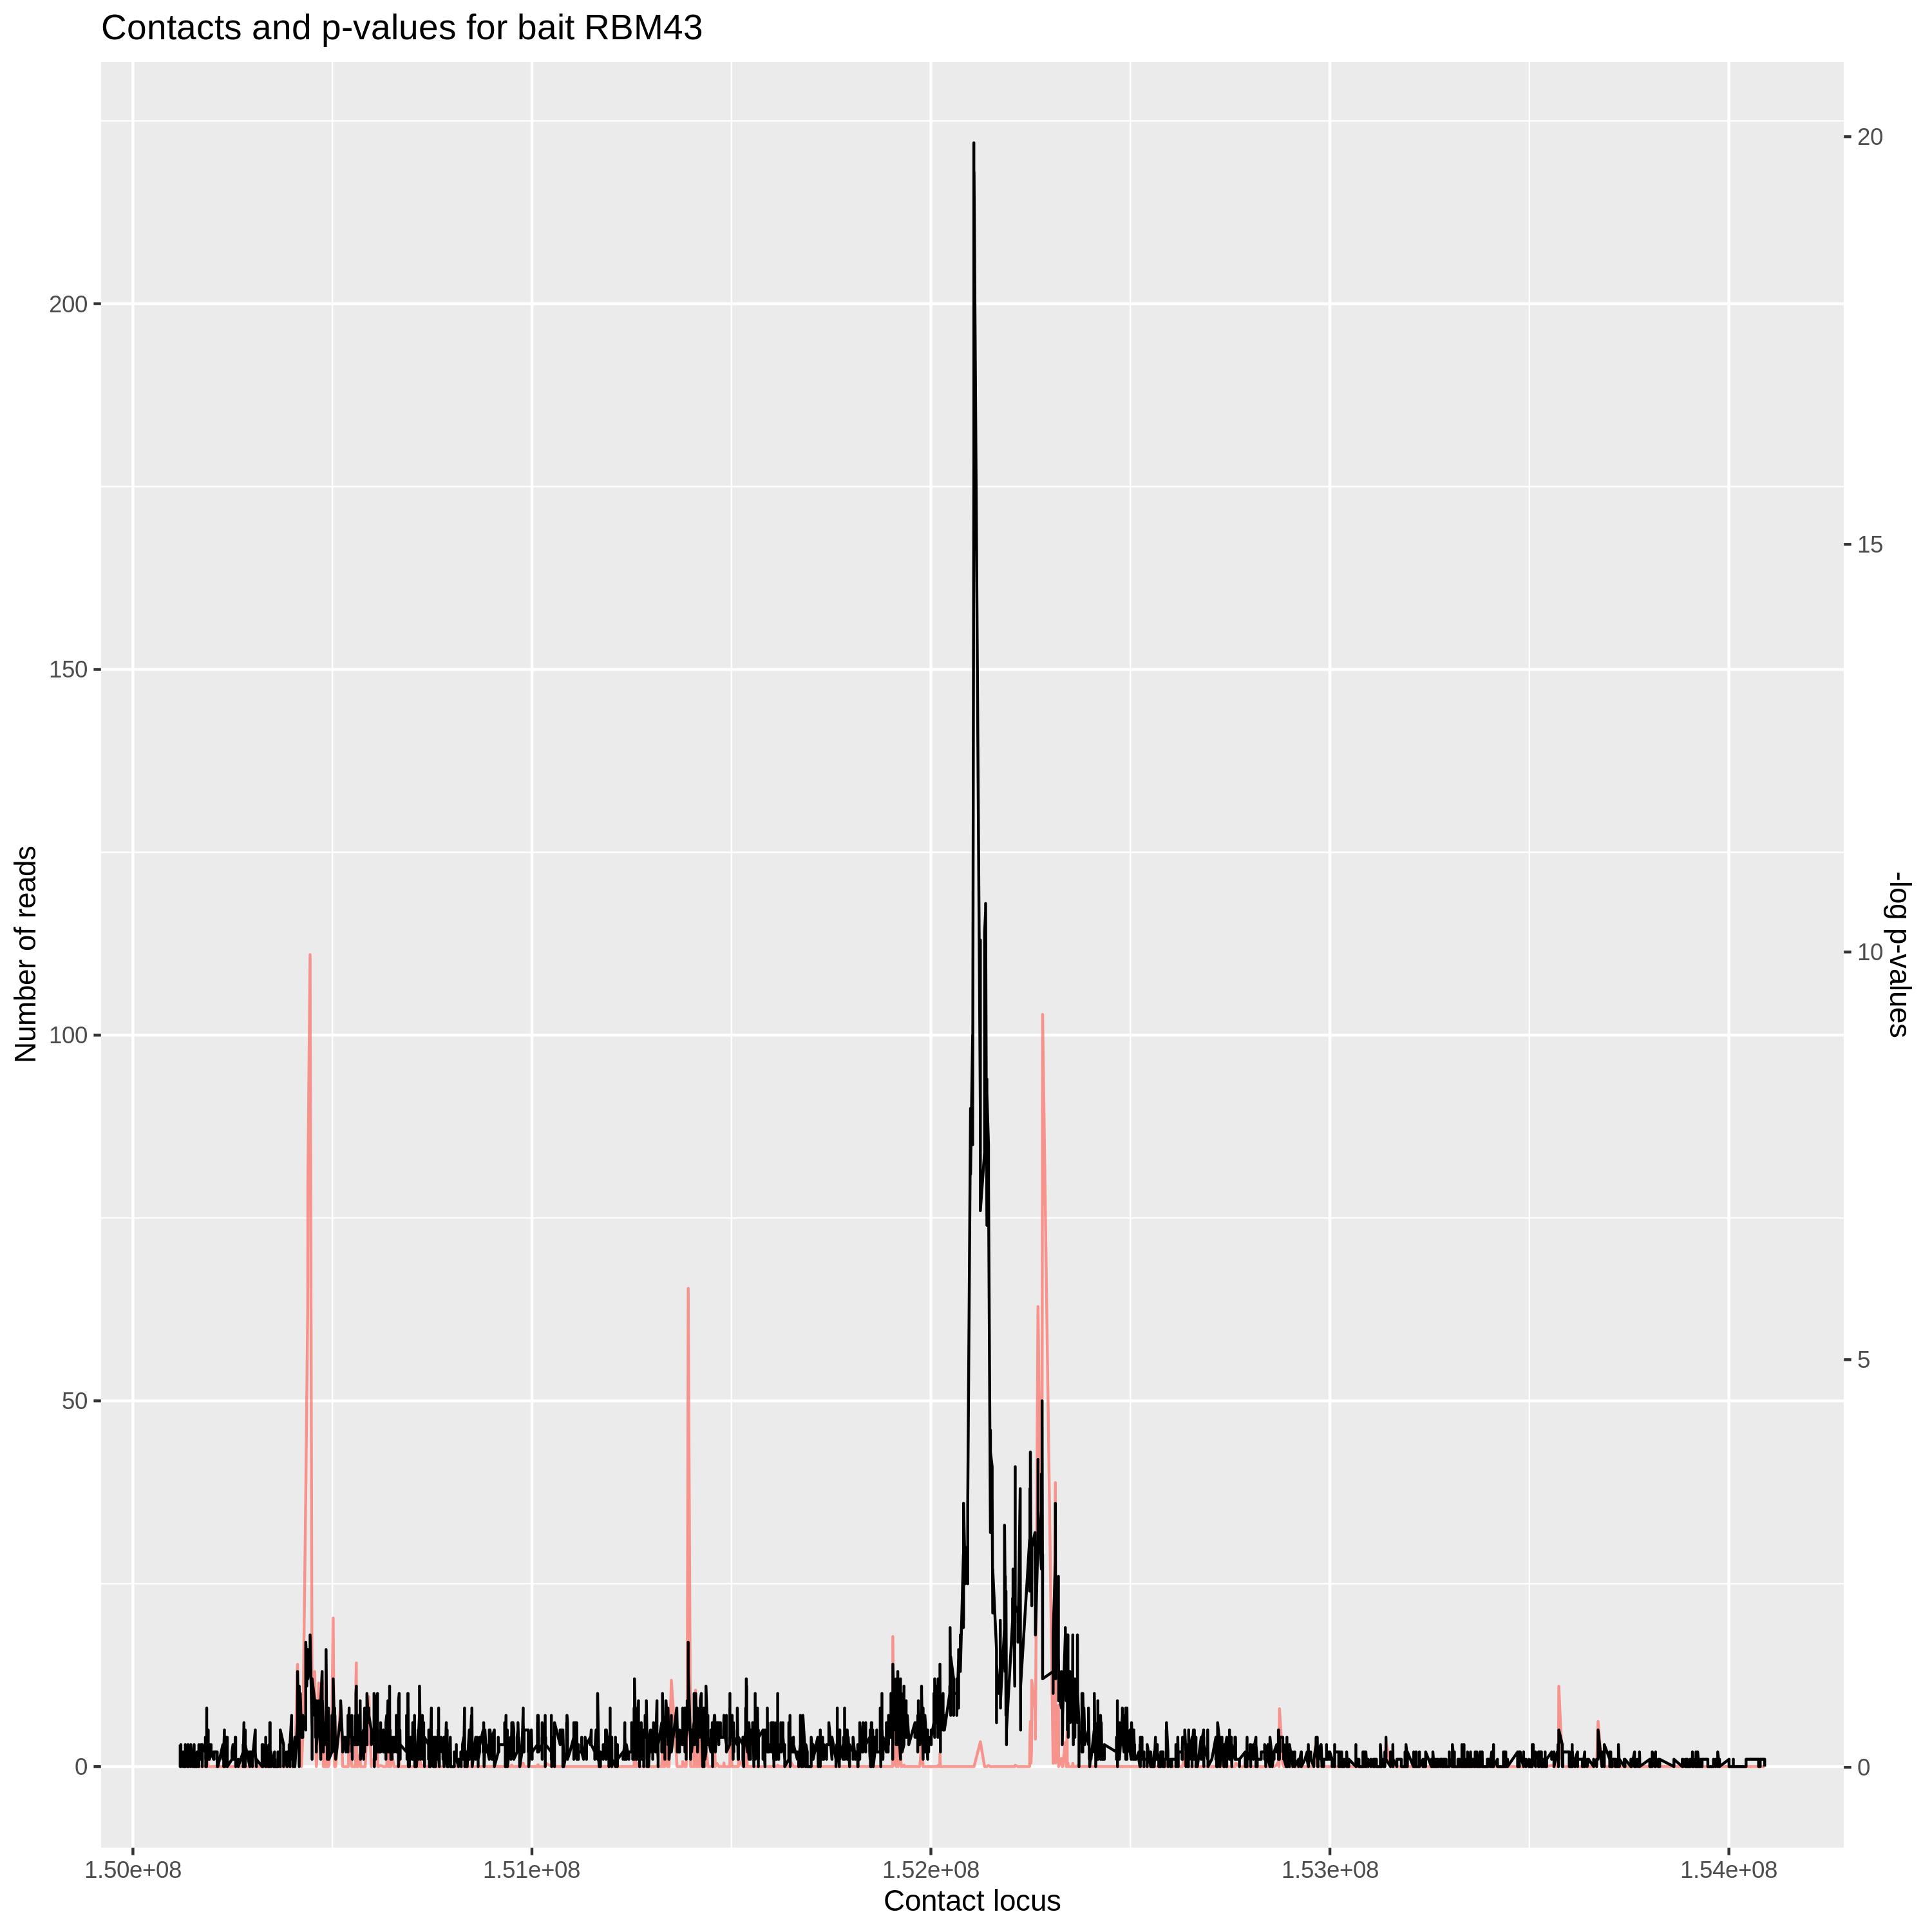 Contacts and p-values for bait RBM43
Number of reads
200
150
100
50
0
20
15
10
5
0
-log p-values
1.50e+08 1.51e+08 1.52e+08 1.53e+08 1.54e+08
Contact locus